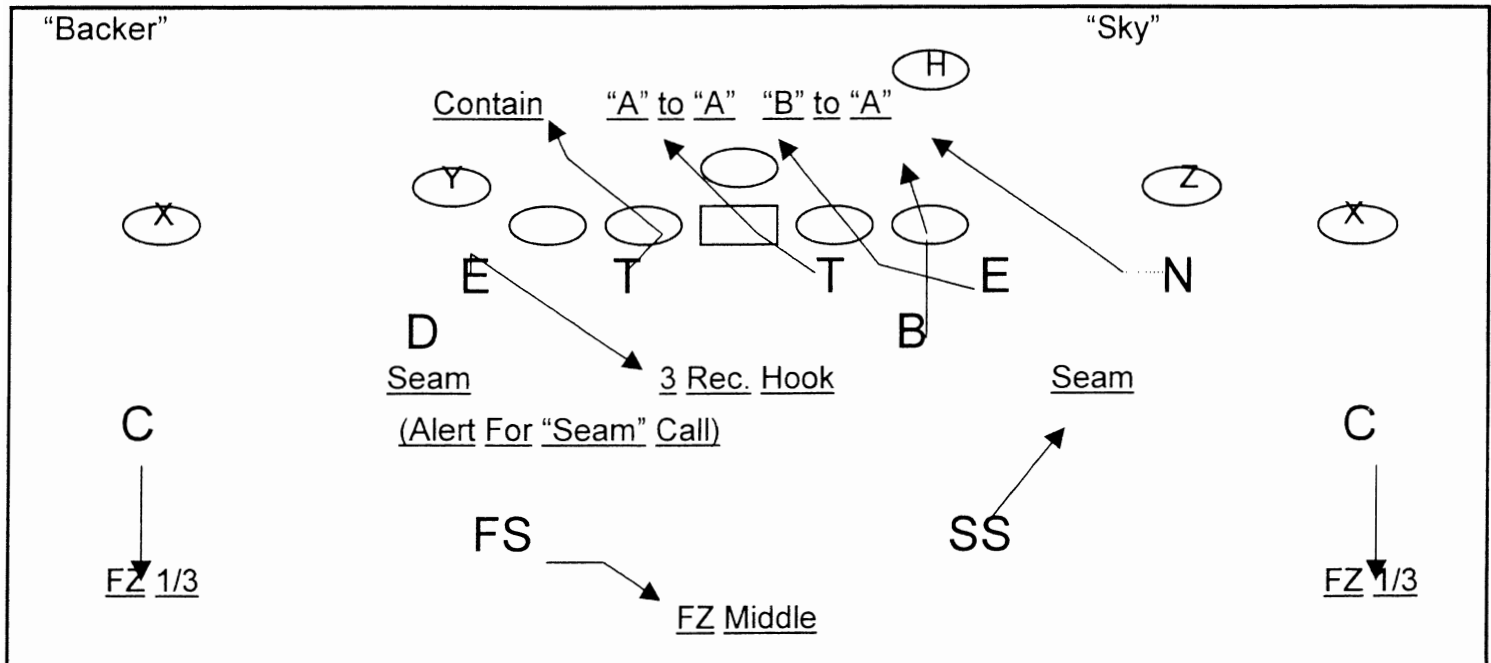 “Backer” “Sky”
H
Contain “A” to “A” “B” to “A”
Y Z
X X
E T T E N
D B
Seam 3 Rec. Hook Seam
(Alert For “Seam” Call)
C C
FS SS
FZ 1/3 FZ 1/3
FZ Middle